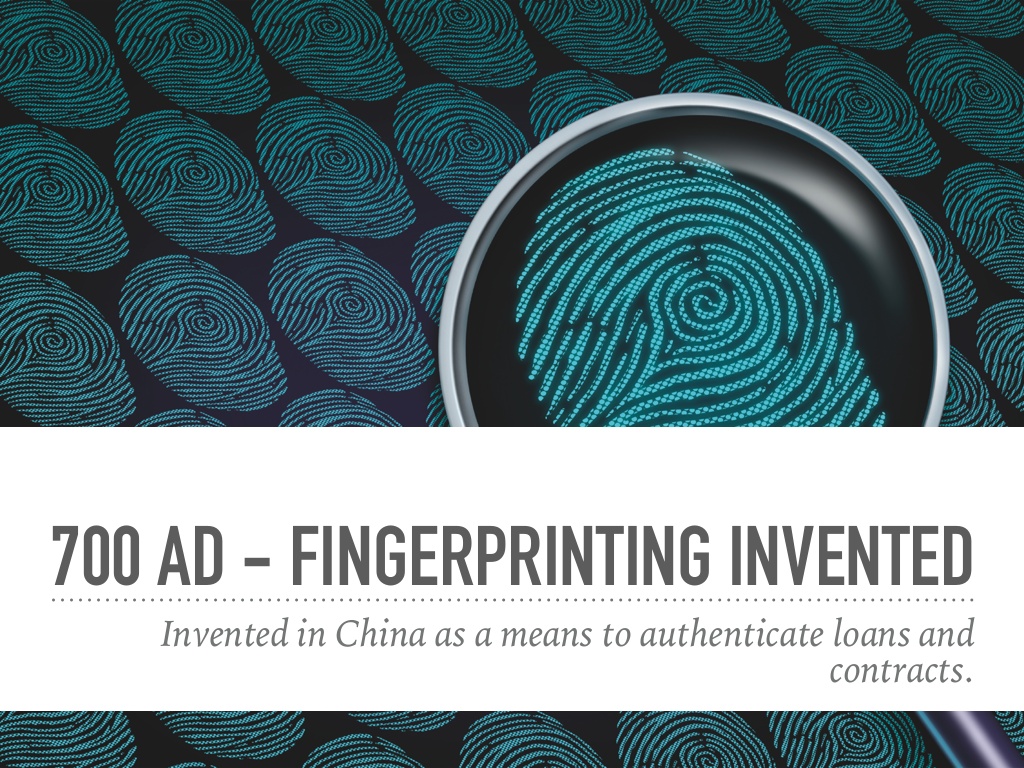 700 AD - FINGERPRINTING INVENTED
Invented in China as a means to authenticate loans and
contracts.